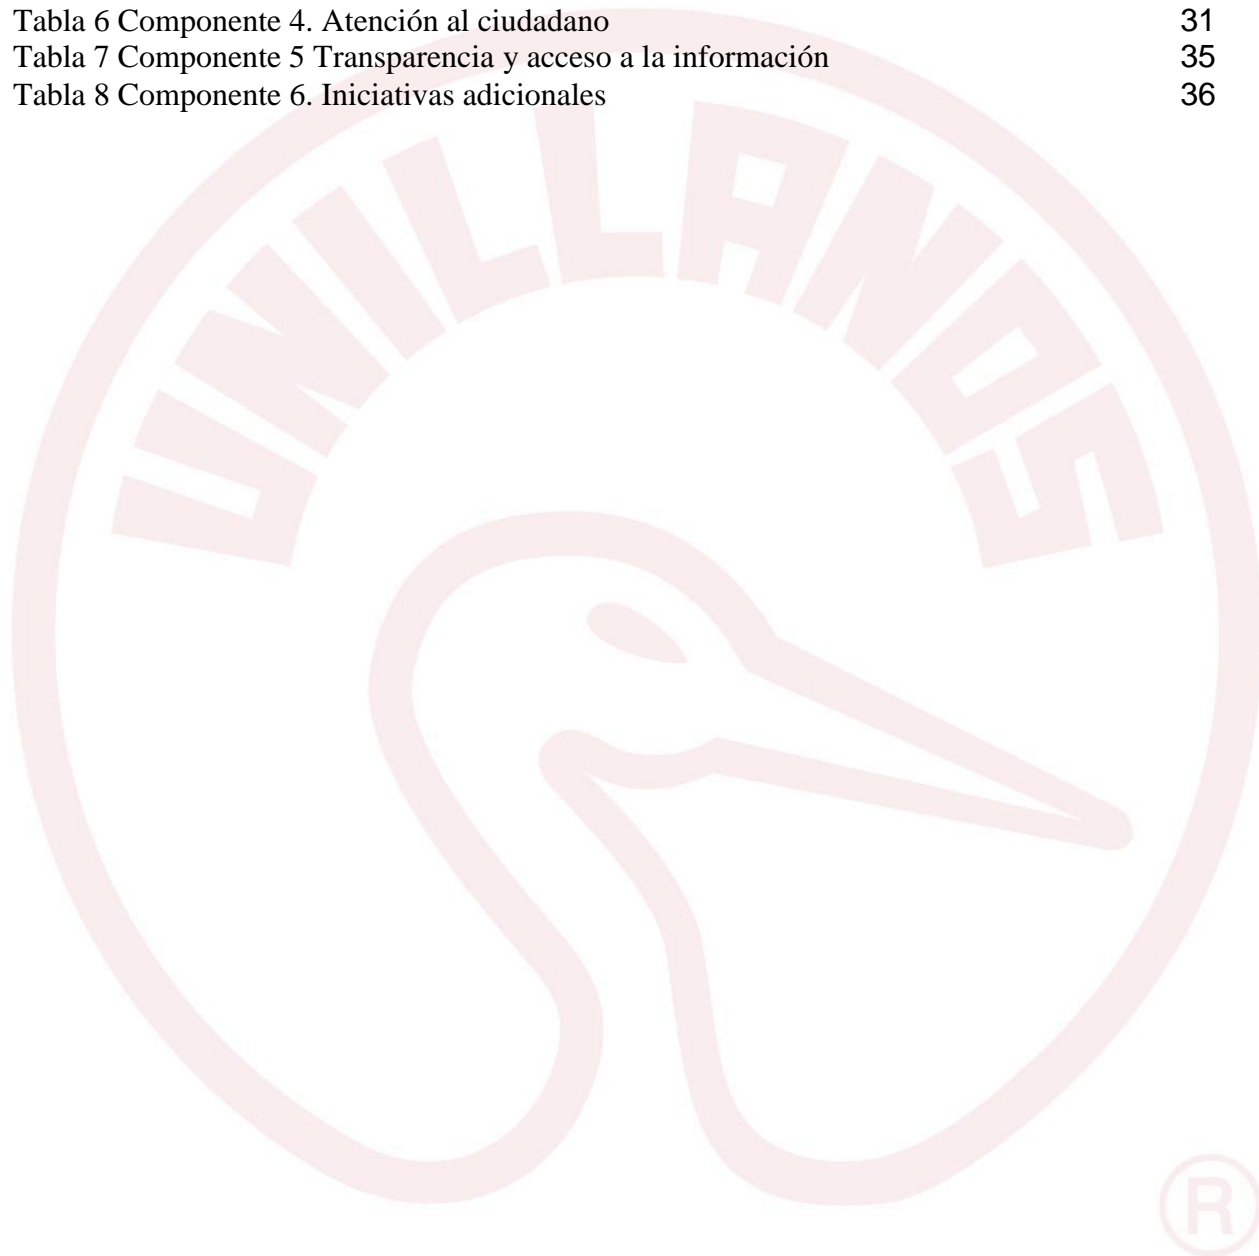 Tabla 6 Componente 4. Atención al ciudadano 31
Tabla 7 Componente 5 Transparencia y acceso a la información 35
Tabla 8 Componente 6. Iniciativas adicionales 36
UNILLANOS
®